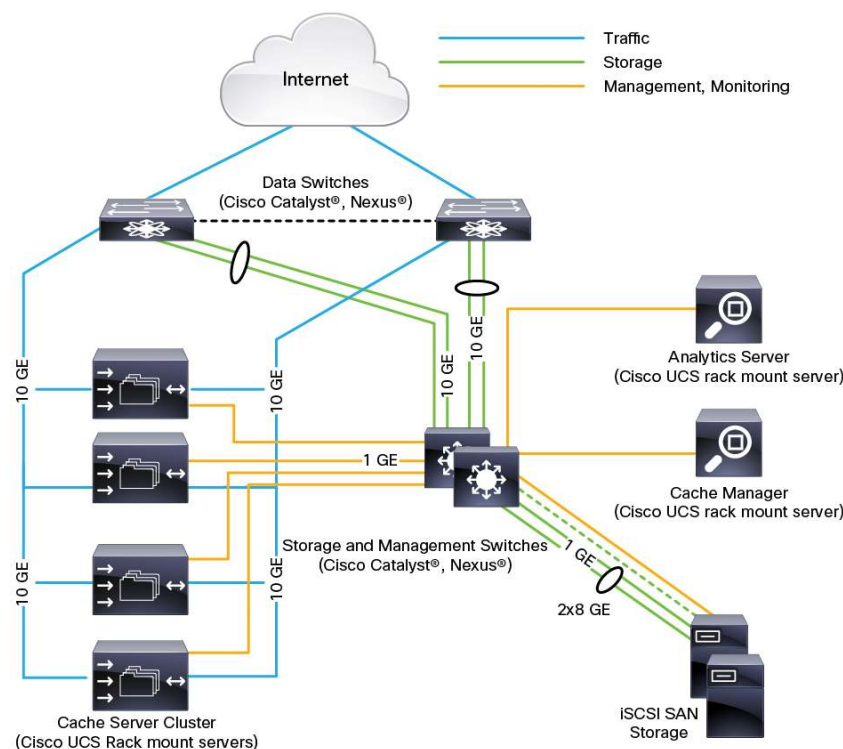 Internet
Traffic
Storage
Management, Monitoring
Data Switches
(Cisco Catalyst®, Nexus®)
10 GE
10 GE
10 GE
10 GE
1 GE
10 GE
10 GE
Analytics Server
(Cisco UCS rack mount server)
Cache Manager
(Cisco UCS rack mount server)
Storage and Management Switches
(Cisco Catalyst®, Nexus®)
1 GE
2x8 GE
iSCSI SAN
Storage
Cache Server Cluster
(Cisco UCS Rack mount servers)